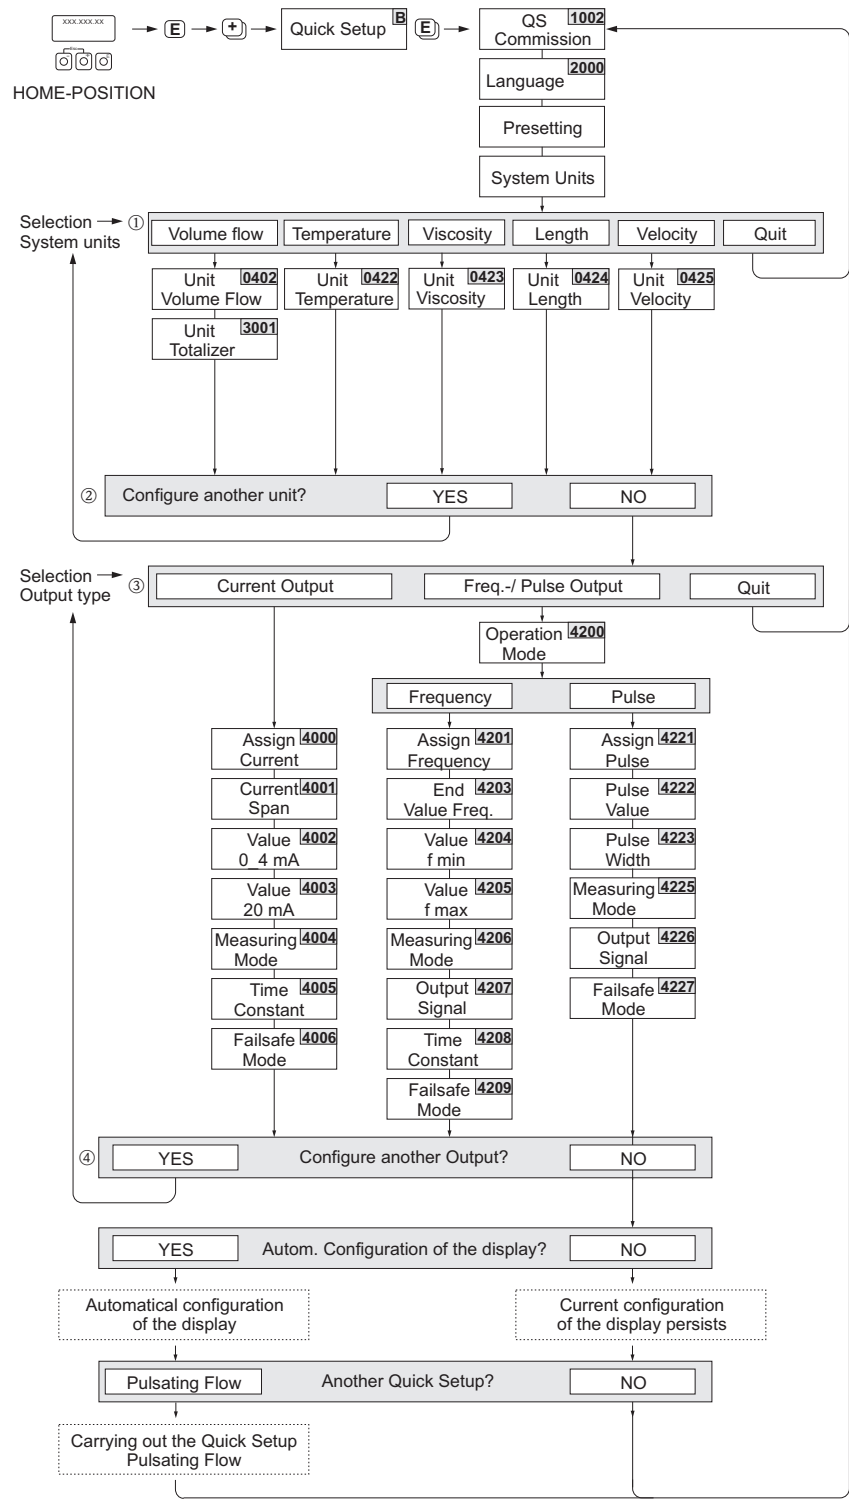 xxx.xxx.xx
Esc
E
+
Quick Setup
B
E
QS
1002
Commission
HOME-POSITION
Language
2000
Presetting
System Units
Selection
System units
①
Volume flow
Temperature
Viscosity
Length
Velocity
Quit
Unit
0402
Volume Flow
Unit
0422
Temperature
Unit
0423
Viscosity
Unit
0424
Length
Unit
0425
Velocity
Unit
3001
Totalizer
②
Configure another unit?
YES
NO
Selection
Output type
③
Current Output
Freq.-/ Pulse Output
Quit
Operation
4200
Mode
Frequency
Pulse
Assign
4000
Current
Current
4001
Span
Value
4002
0_4 mA
Value
4003
20 mA
Measuring
4004
Mode
Time
4005
Constant
Failsafe
4006
Mode
Assign
4201
Frequency
End
4203
Value Freq.
Value
4204
f min
Value
4205
f max
Measuring
4206
Mode
Output
4207
Signal
Time
4208
Constant
Failsafe
4209
Mode
Assign
4221
Pulse
Pulse
4222
Value
Pulse
4223
Width
Measuring
4225
Mode
Output
4226
Signal
Failsafe
4227
Mode
④
YES
Configure another Output?
NO
YES
Autom. Configuration of the display?
NO
Automatical configuration
of the display
Current configuration
of the display persists
Pulsating Flow
Another Quick Setup?
NO
Carrying out the Quick Setup
Pulsating Flow